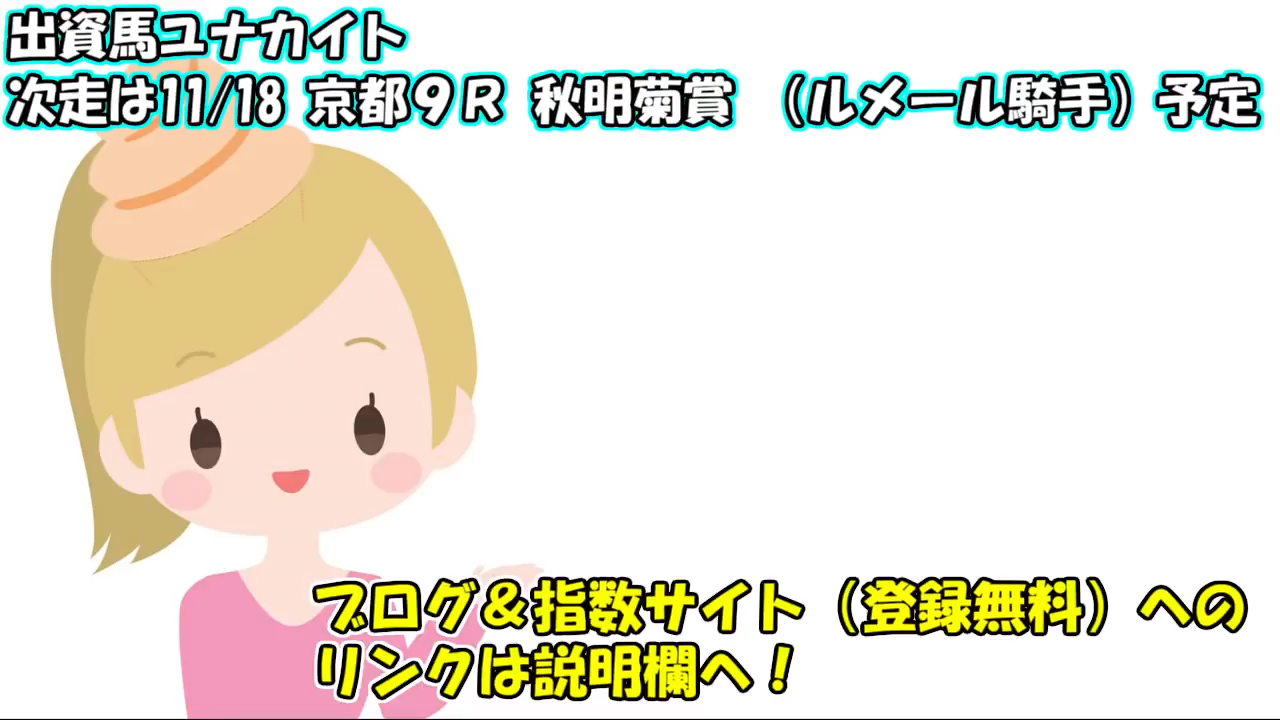 出資馬ユナカイト
次走は11/18 京都９Ｒ 秋明菊賞 （ルメール騎手）予定
ブログ＆指数サイト（登録無料）への
リンクは説明欄へ！